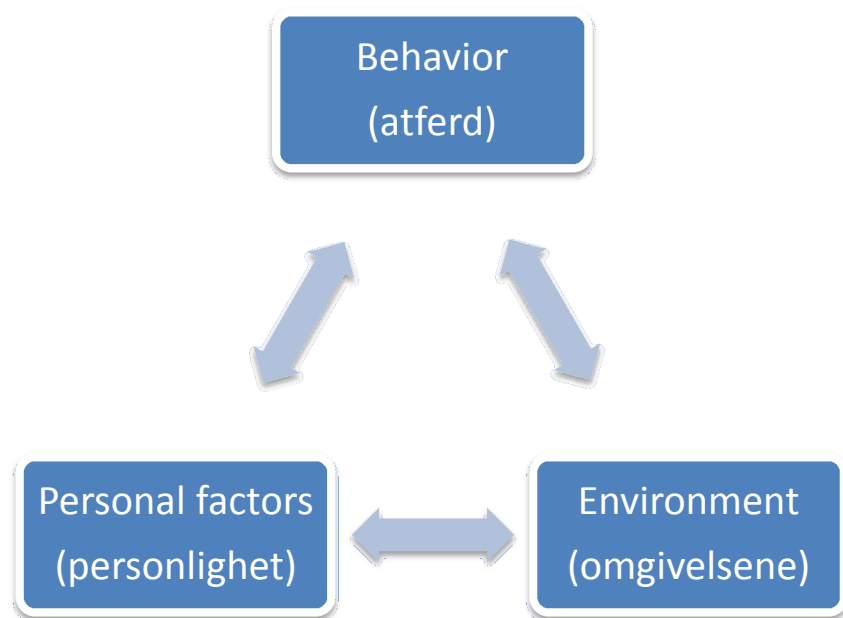 Behavior
(atferd)
Personal factors
(personlighet)
Environment
(omgivelsene)